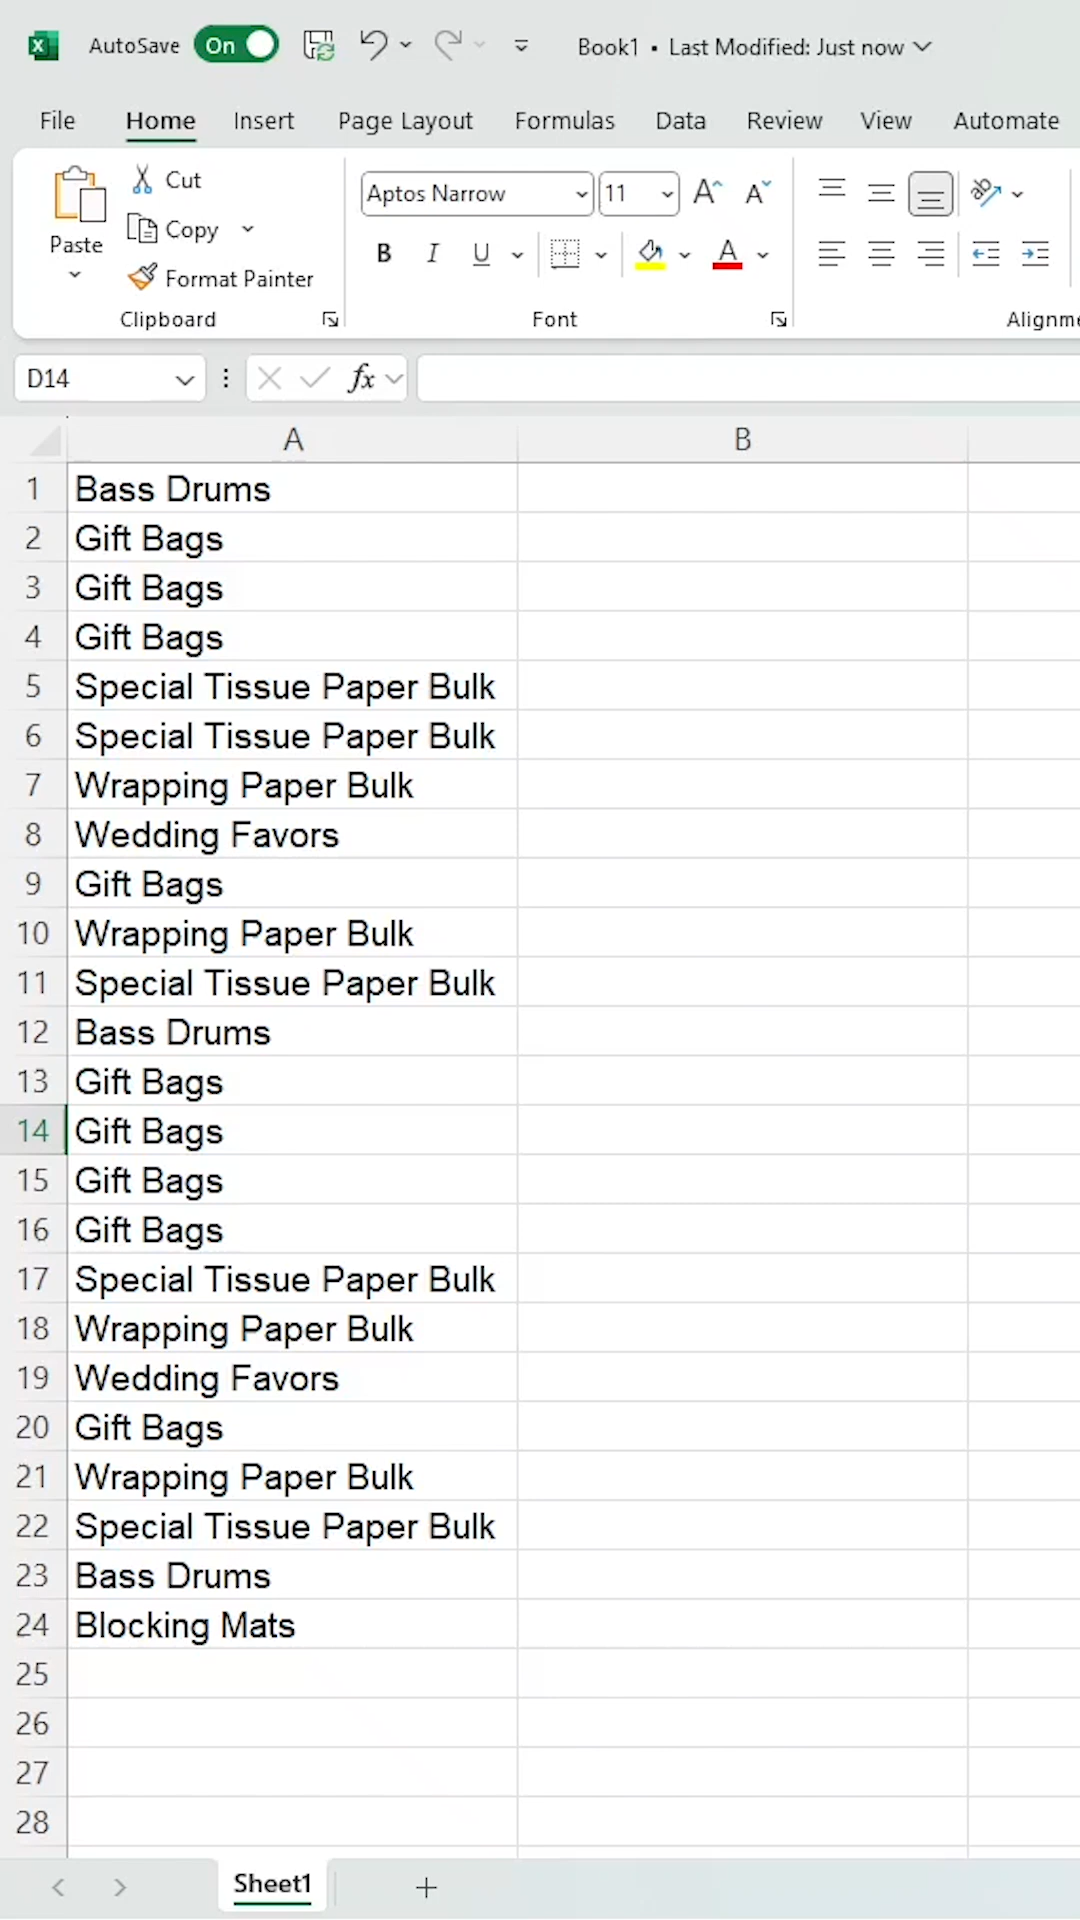 AutoSave On Book1 • Last Modified: Just now
File Home Insert Page Layout Formulas Data Review View Automate
Paste Cut
Copy
Format Painter
Clipboard
Aptos Narrow 11 A A
B I U A ab
Font
Alignme
D14 fx
A B
1 Bass Drums
2 Gift Bags
3 Gift Bags
4 Gift Bags
5 Special Tissue Paper Bulk
6 Special Tissue Paper Bulk
7 Wrapping Paper Bulk
8 Wedding Favors
9 Gift Bags
10 Wrapping Paper Bulk
11 Special Tissue Paper Bulk
12 Bass Drums
13 Gift Bags
14 Gift Bags
15 Gift Bags
16 Gift Bags
17 Special Tissue Paper Bulk
18 Wrapping Paper Bulk
19 Wedding Favors
20 Gift Bags
21 Wrapping Paper Bulk
22 Special Tissue Paper Bulk
23 Bass Drums
24 Blocking Mats
25
26
27
28
Sheet1